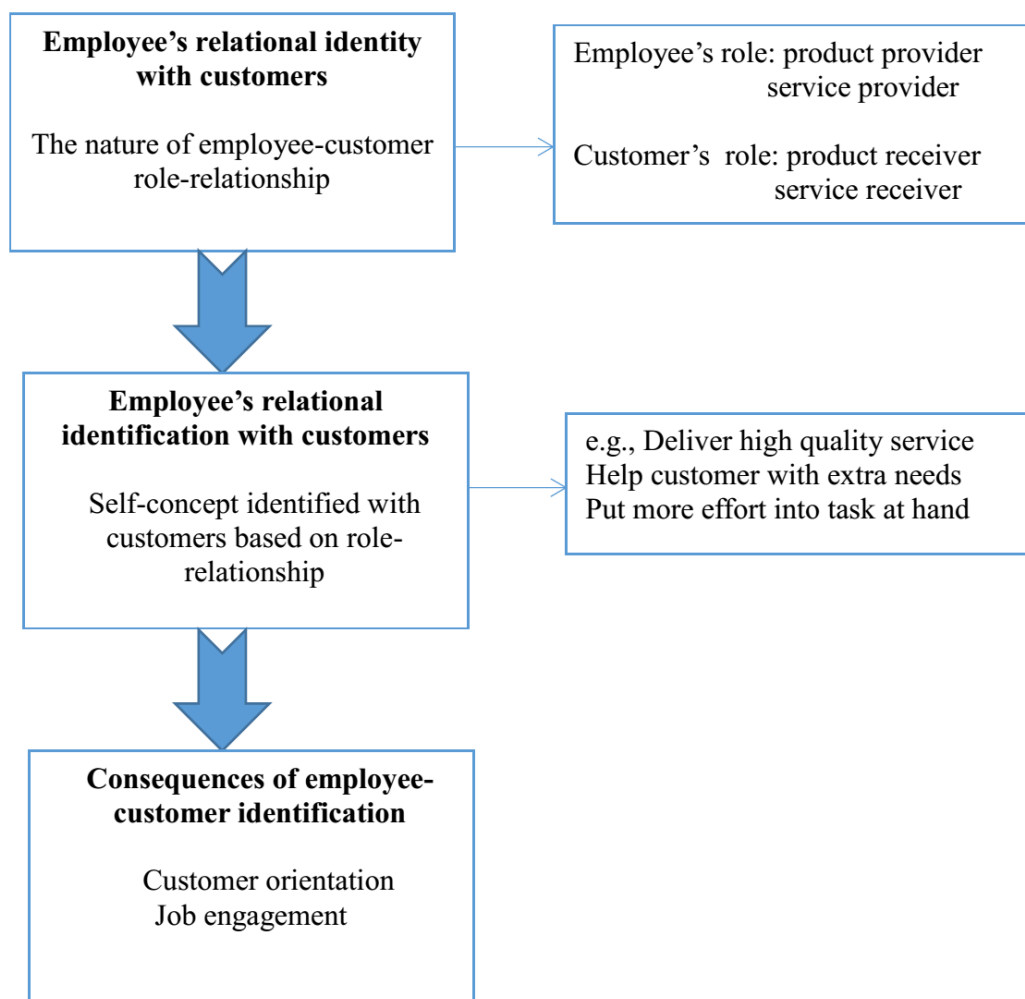 Employee’s relational identity
with customers
The nature of employee-customer
role-relationship
Employee’s role: product provider
service provider
Customer’s role: product receiver
service receiver
Employee’s relational
identification with customers
Self-concept identified with
customers based on role-
relationship
e.g., Deliver high quality service
Help customer with extra needs
Put more effort into task at hand
Consequences of employee-
customer identification
Customer orientation
Job engagement